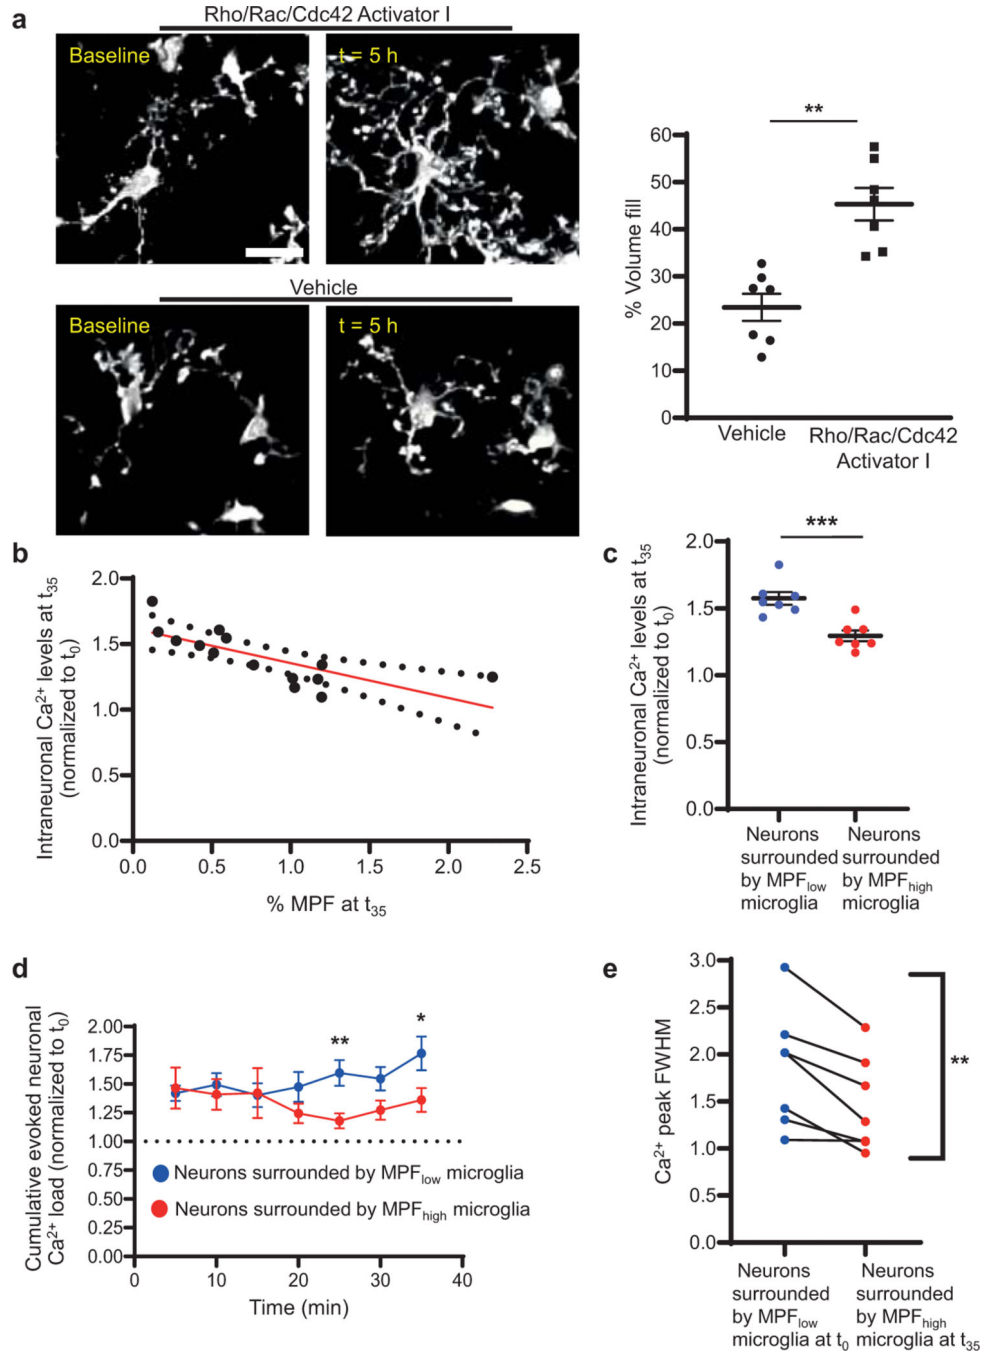 a
Rho/Rac/Cdc42 Activator I
Baseline
t = 5 h
Vehicle
Baseline
t = 5 h
**
% Volume fill
60
50
40
30
20
10
0
Vehicle
Rho/Rac/Cdc42
Activator I
b
Intraneuronal Ca²⁺ levels at t₃₅
(normalized to t₀)
2.0
1.5
1.0
0.5
0.0
0.0 0.5 1.0 1.5 2.0 2.5
% MPF at t₃₅
c
***
Intraneuronal Ca²⁺ levels at t₃₅
(normalized to t₀)
2.0
1.5
1.0
0.5
0.0
Neurons
surrounded
by MPFlow
microglia
Neurons
surrounded
by MPFhigh
microglia
d
Cumulative evoked neuronal
Ca²⁺ load (normalized to t₀)
2.00
1.75
1.50
1.25
1.00
0.75
0.50
0.25
0.00
**
*
Neurons surrounded by MPFlow microglia
Neurons surrounded by MPFhigh microglia
0 10 20 30 40
Time (min)
e
Ca²⁺ peak FWHM
3.0
2.5
2.0
1.5
1.0
0.0
**
Neurons
surrounded
by MPFlow
microglia at t₀
Neurons
surrounded
by MPFhigh
microglia at t₃₅